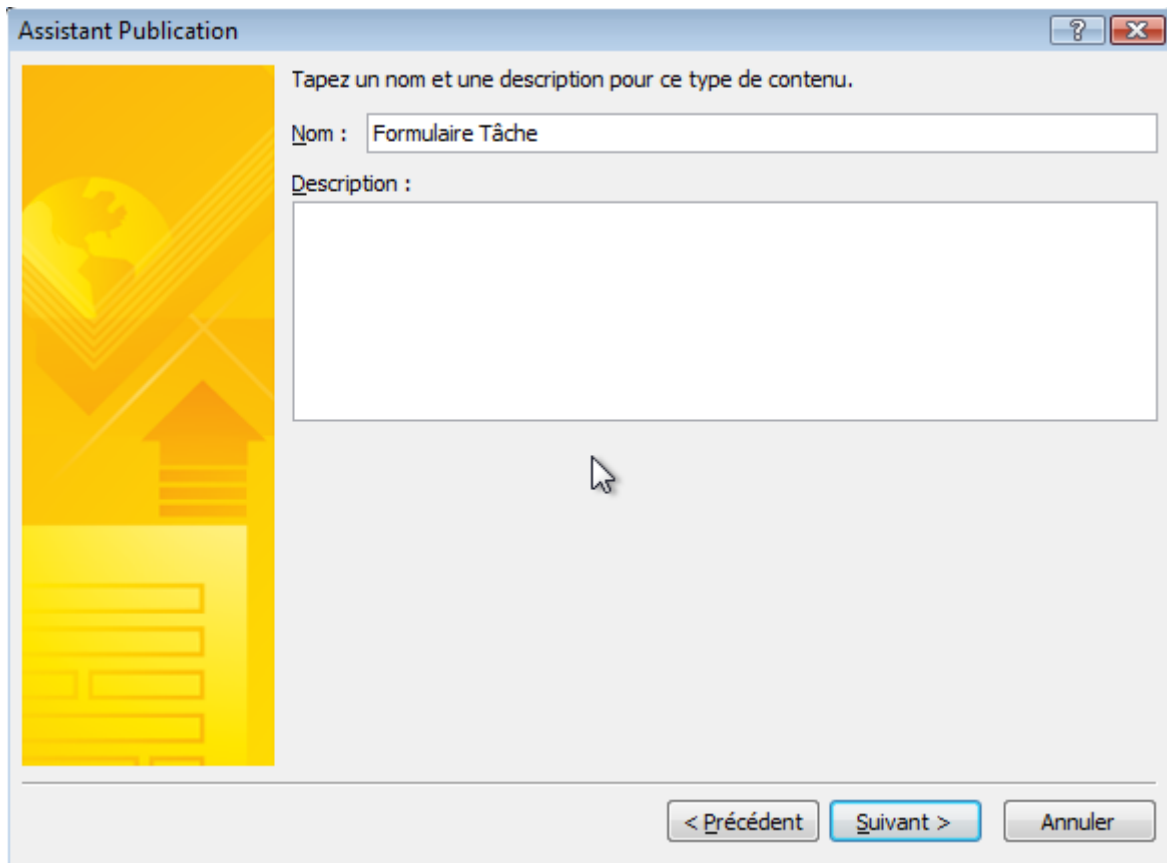 Assistant Publication
Tapez un nom et une description pour ce type de contenu.
Nom : Formulaire Tâche
Description :
< Précédent Suivant > Annuler